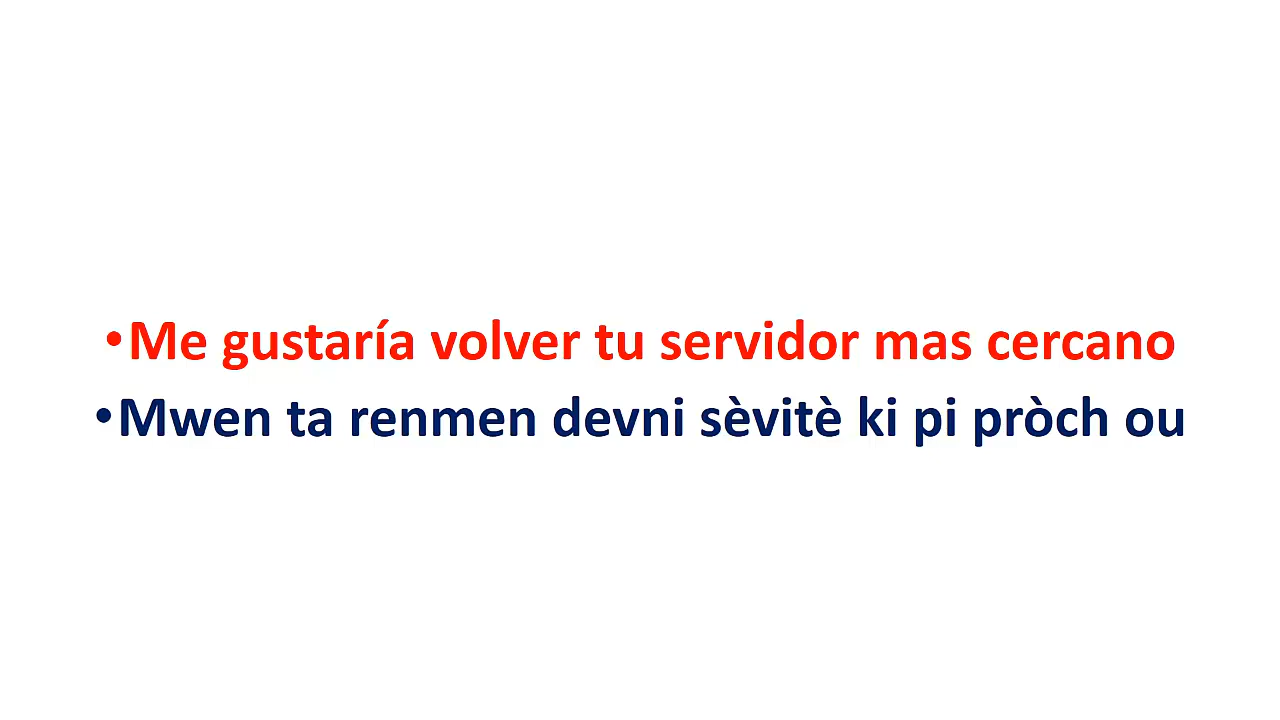 •Me gustaría volver tu servidor mas cercano
•Mwen ta renmen devni sèvitè ki pi pròch ou